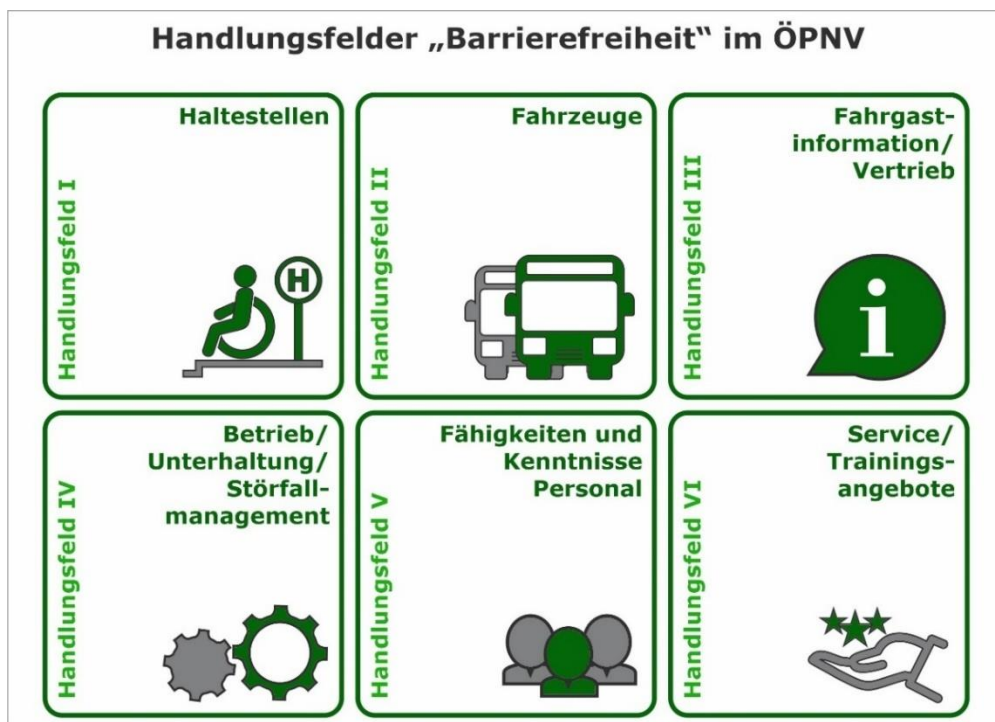 Handlungsfelder „Barrierefreiheit“ im ÖPNV
Handlungsfeld I
Haltestellen
H
Handlungsfeld II
Fahrzeuge
Handlungsfeld III
Fahrgast-
information/
Vertrieb
i
Handlungsfeld IV
Betrieb/
Unterhaltung/
Störfall-
management
Handlungsfeld V
Fähigkeiten und
Kenntnisse
Personal
Handlungsfeld VI
Service/
Trainings-
angebote